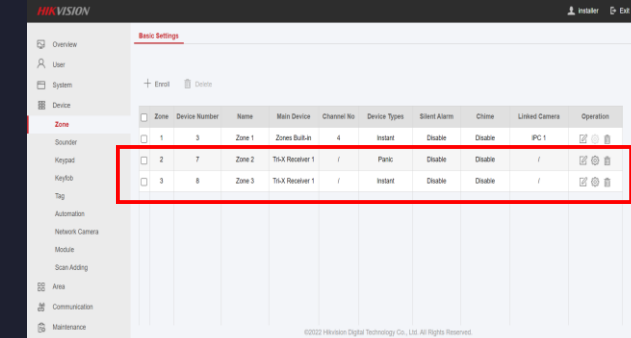 HIKVISION
installer Exit
Overview
User
System
Device
Zone
Sounder
Keypad
Keyfob
Tag
Automation
Network Camera
Module
Scan Adding
Area
Communication
Maintenance
Basic Settings
Enroll Delete
Zone Device Number Name Main Device Channel No Device Types Silent Alarm Chime Linked Camera Operation
1 3 Zone 1 Zones Built-in 4 Instant Disable Disable IPC 1
2 7 Zone 2 Tri-X Receiver 1 / Panic Disable Disable /
3 8 Zone 3 Tri-X Receiver 1 / Instant Disable Disable /
©2022 Hikvision Digital Technology Co., Ltd. All Rights Reserved.